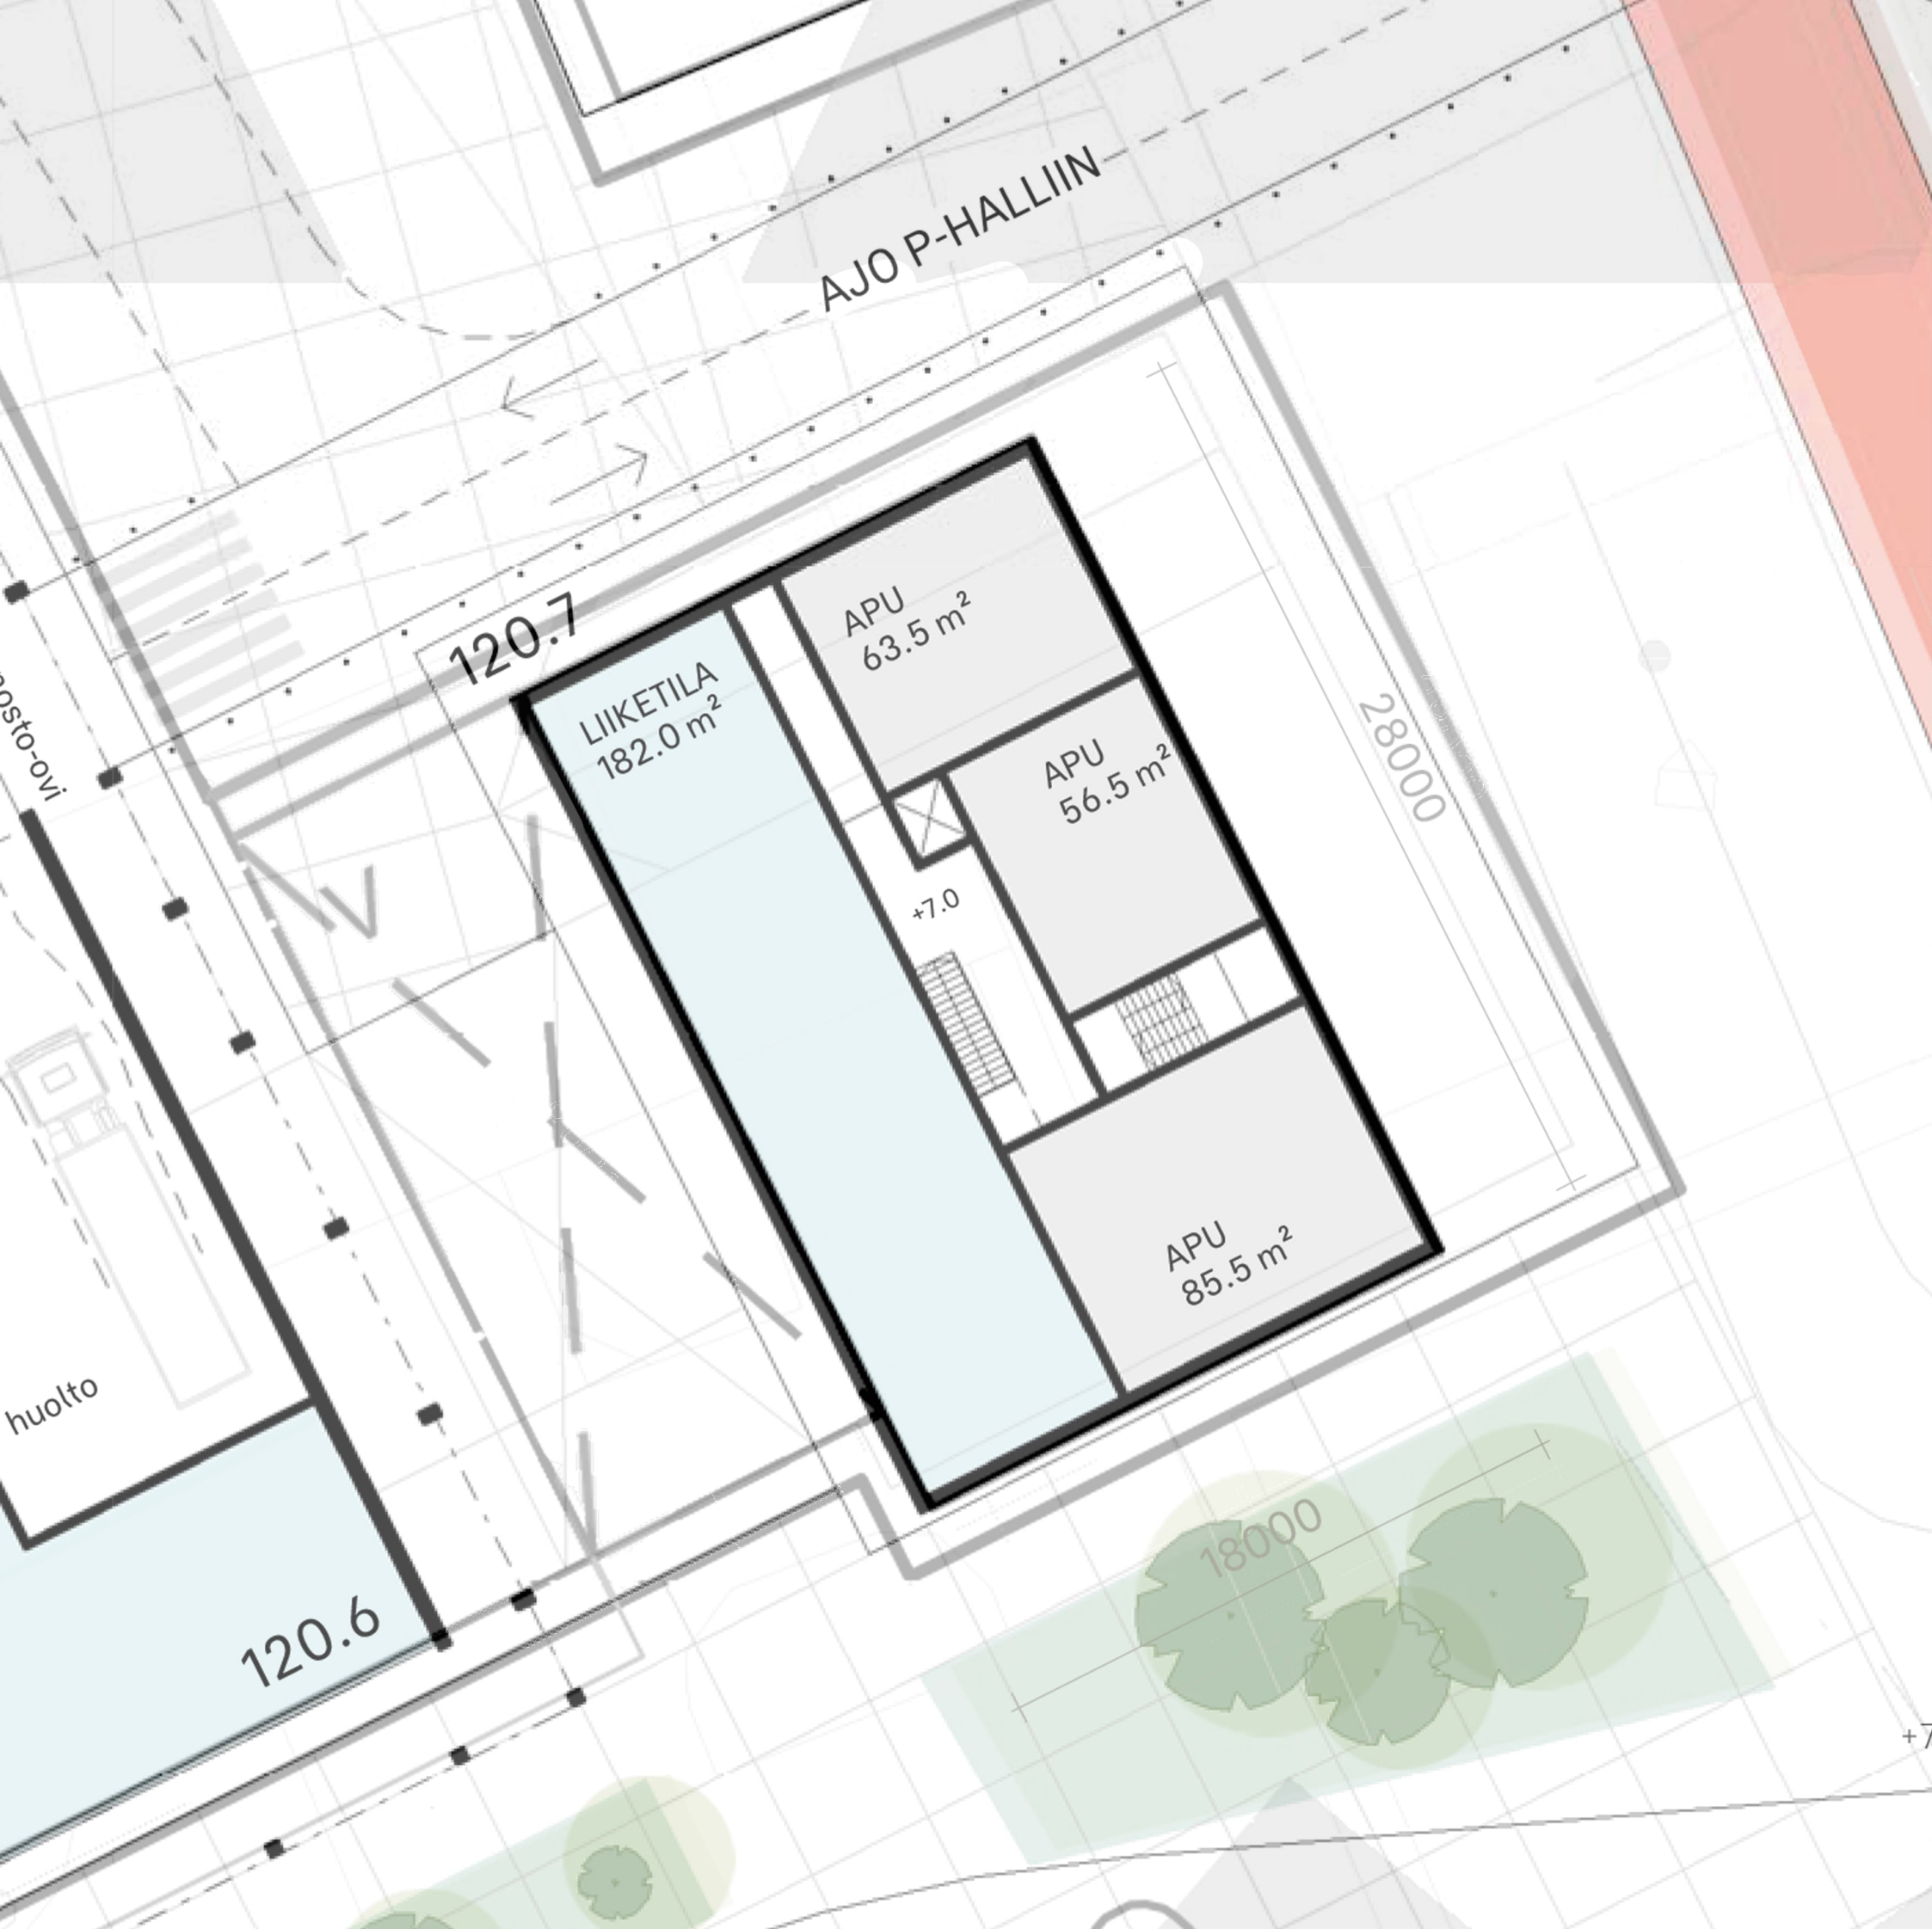 AJO P-HALLIIN
120.7
LIIKETILA
182.0 m²
APU
63.5 m²
APU
56.5 m²
28000
+7.0
APU
85.5 m²
huolto
120.6
18000